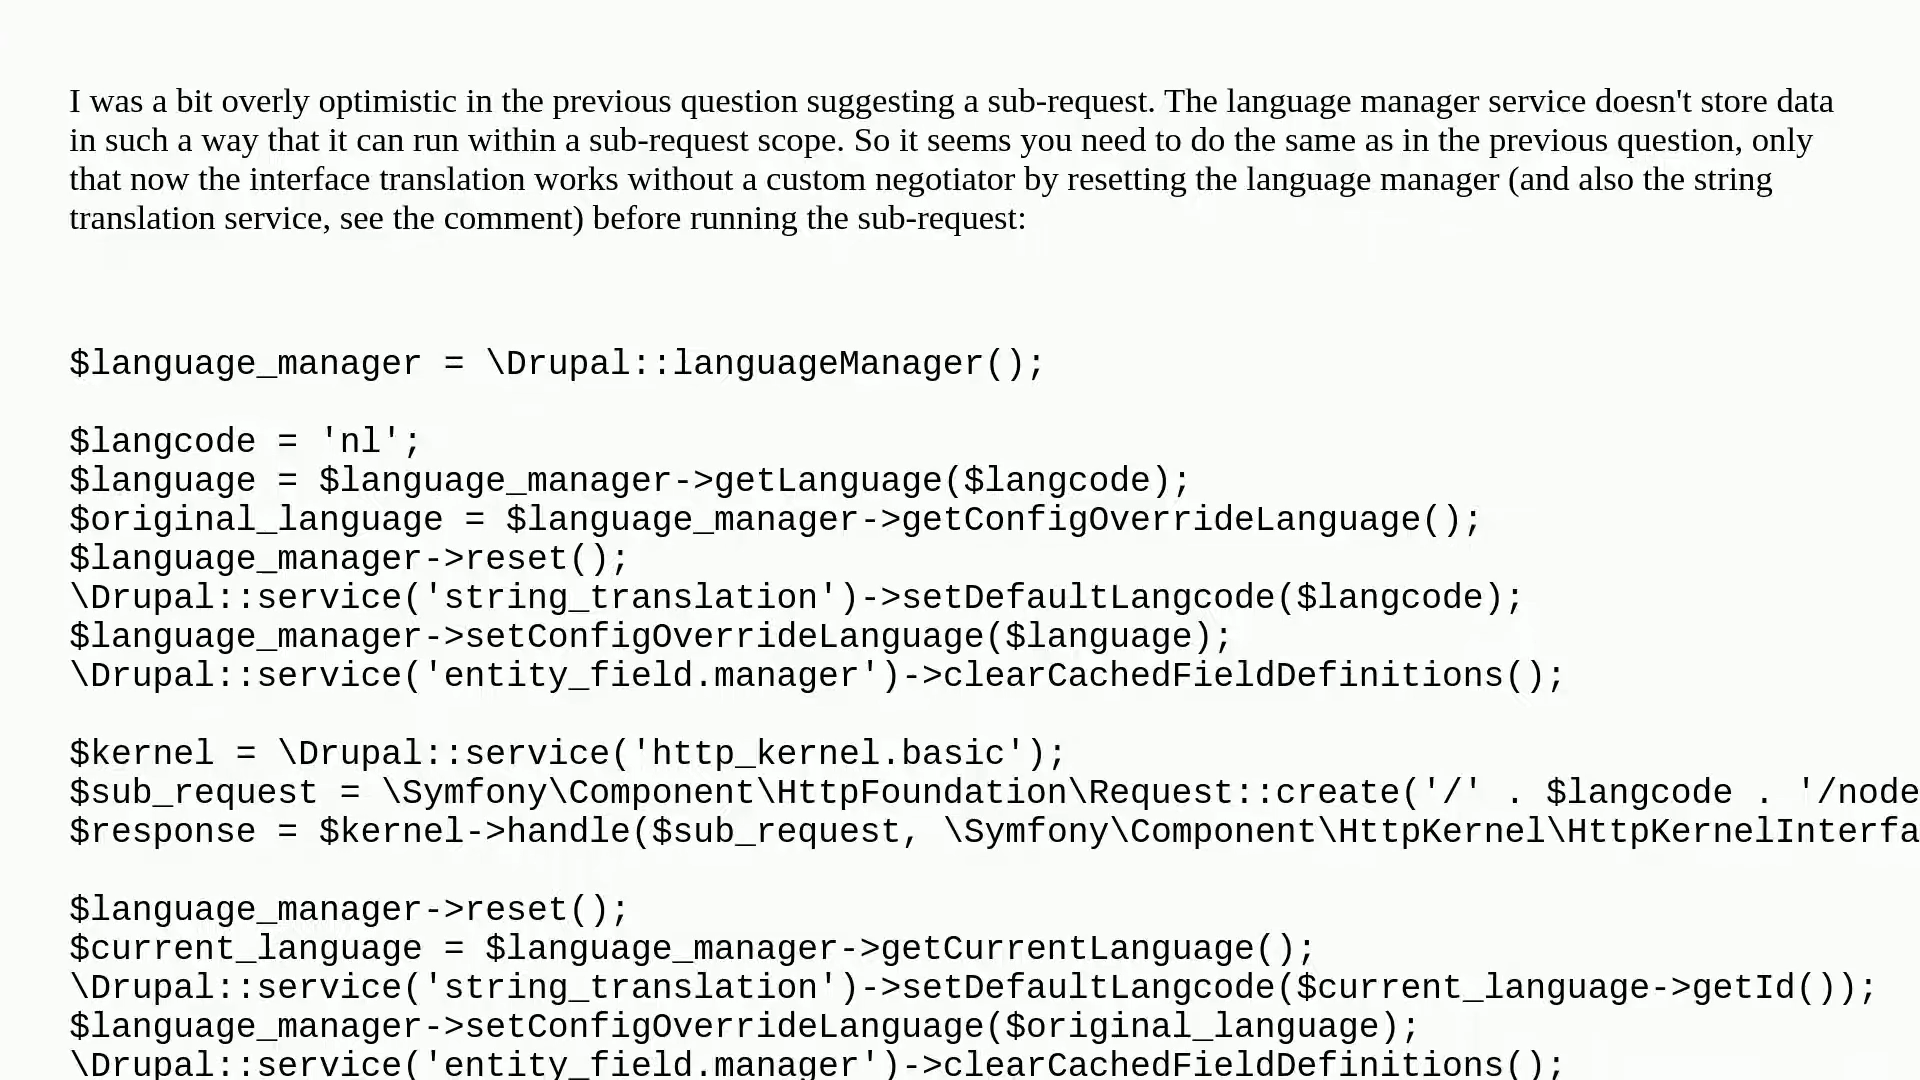 I was a bit overly optimistic in the previous question suggesting a sub-request. The language manager service doesn't store data
in such a way that it can run within a sub-request scope. So it seems you need to do the same as in the previous question, only
that now the interface translation works without a custom negotiator by resetting the language manager (and also the string
translation service, see the comment) before running the sub-request:
$language_manager = \Drupal::languageManager();
$langcode = 'nl';
$language = $language_manager->getLanguage($langcode);
$original_language = $language_manager->getConfigOverrideLanguage();
$language_manager->reset();
\Drupal::service('string_translation')->setDefaultLangcode($langcode);
$language_manager->setConfigOverrideLanguage($language);
\Drupal::service('entity_field.manager')->clearCachedFieldDefinitions();
$kernel = \Drupal::service('http_kernel.basic');
$sub_request = \Symfony\Component\HttpFoundation\Request::create('/' . $langcode . '/node
$response = $kernel->handle($sub_request, \Symfony\Component\HttpKernel\HttpKernelInterfa
$language_manager->reset();
$current_language = $language_manager->getCurrentLanguage();
\Drupal::service('string_translation')->setDefaultLangcode($current_language->getId());
$language_manager->setConfigOverrideLanguage($original_language);
\Drupal::service('entity_field.manager')->clearCachedFieldDefinitions();